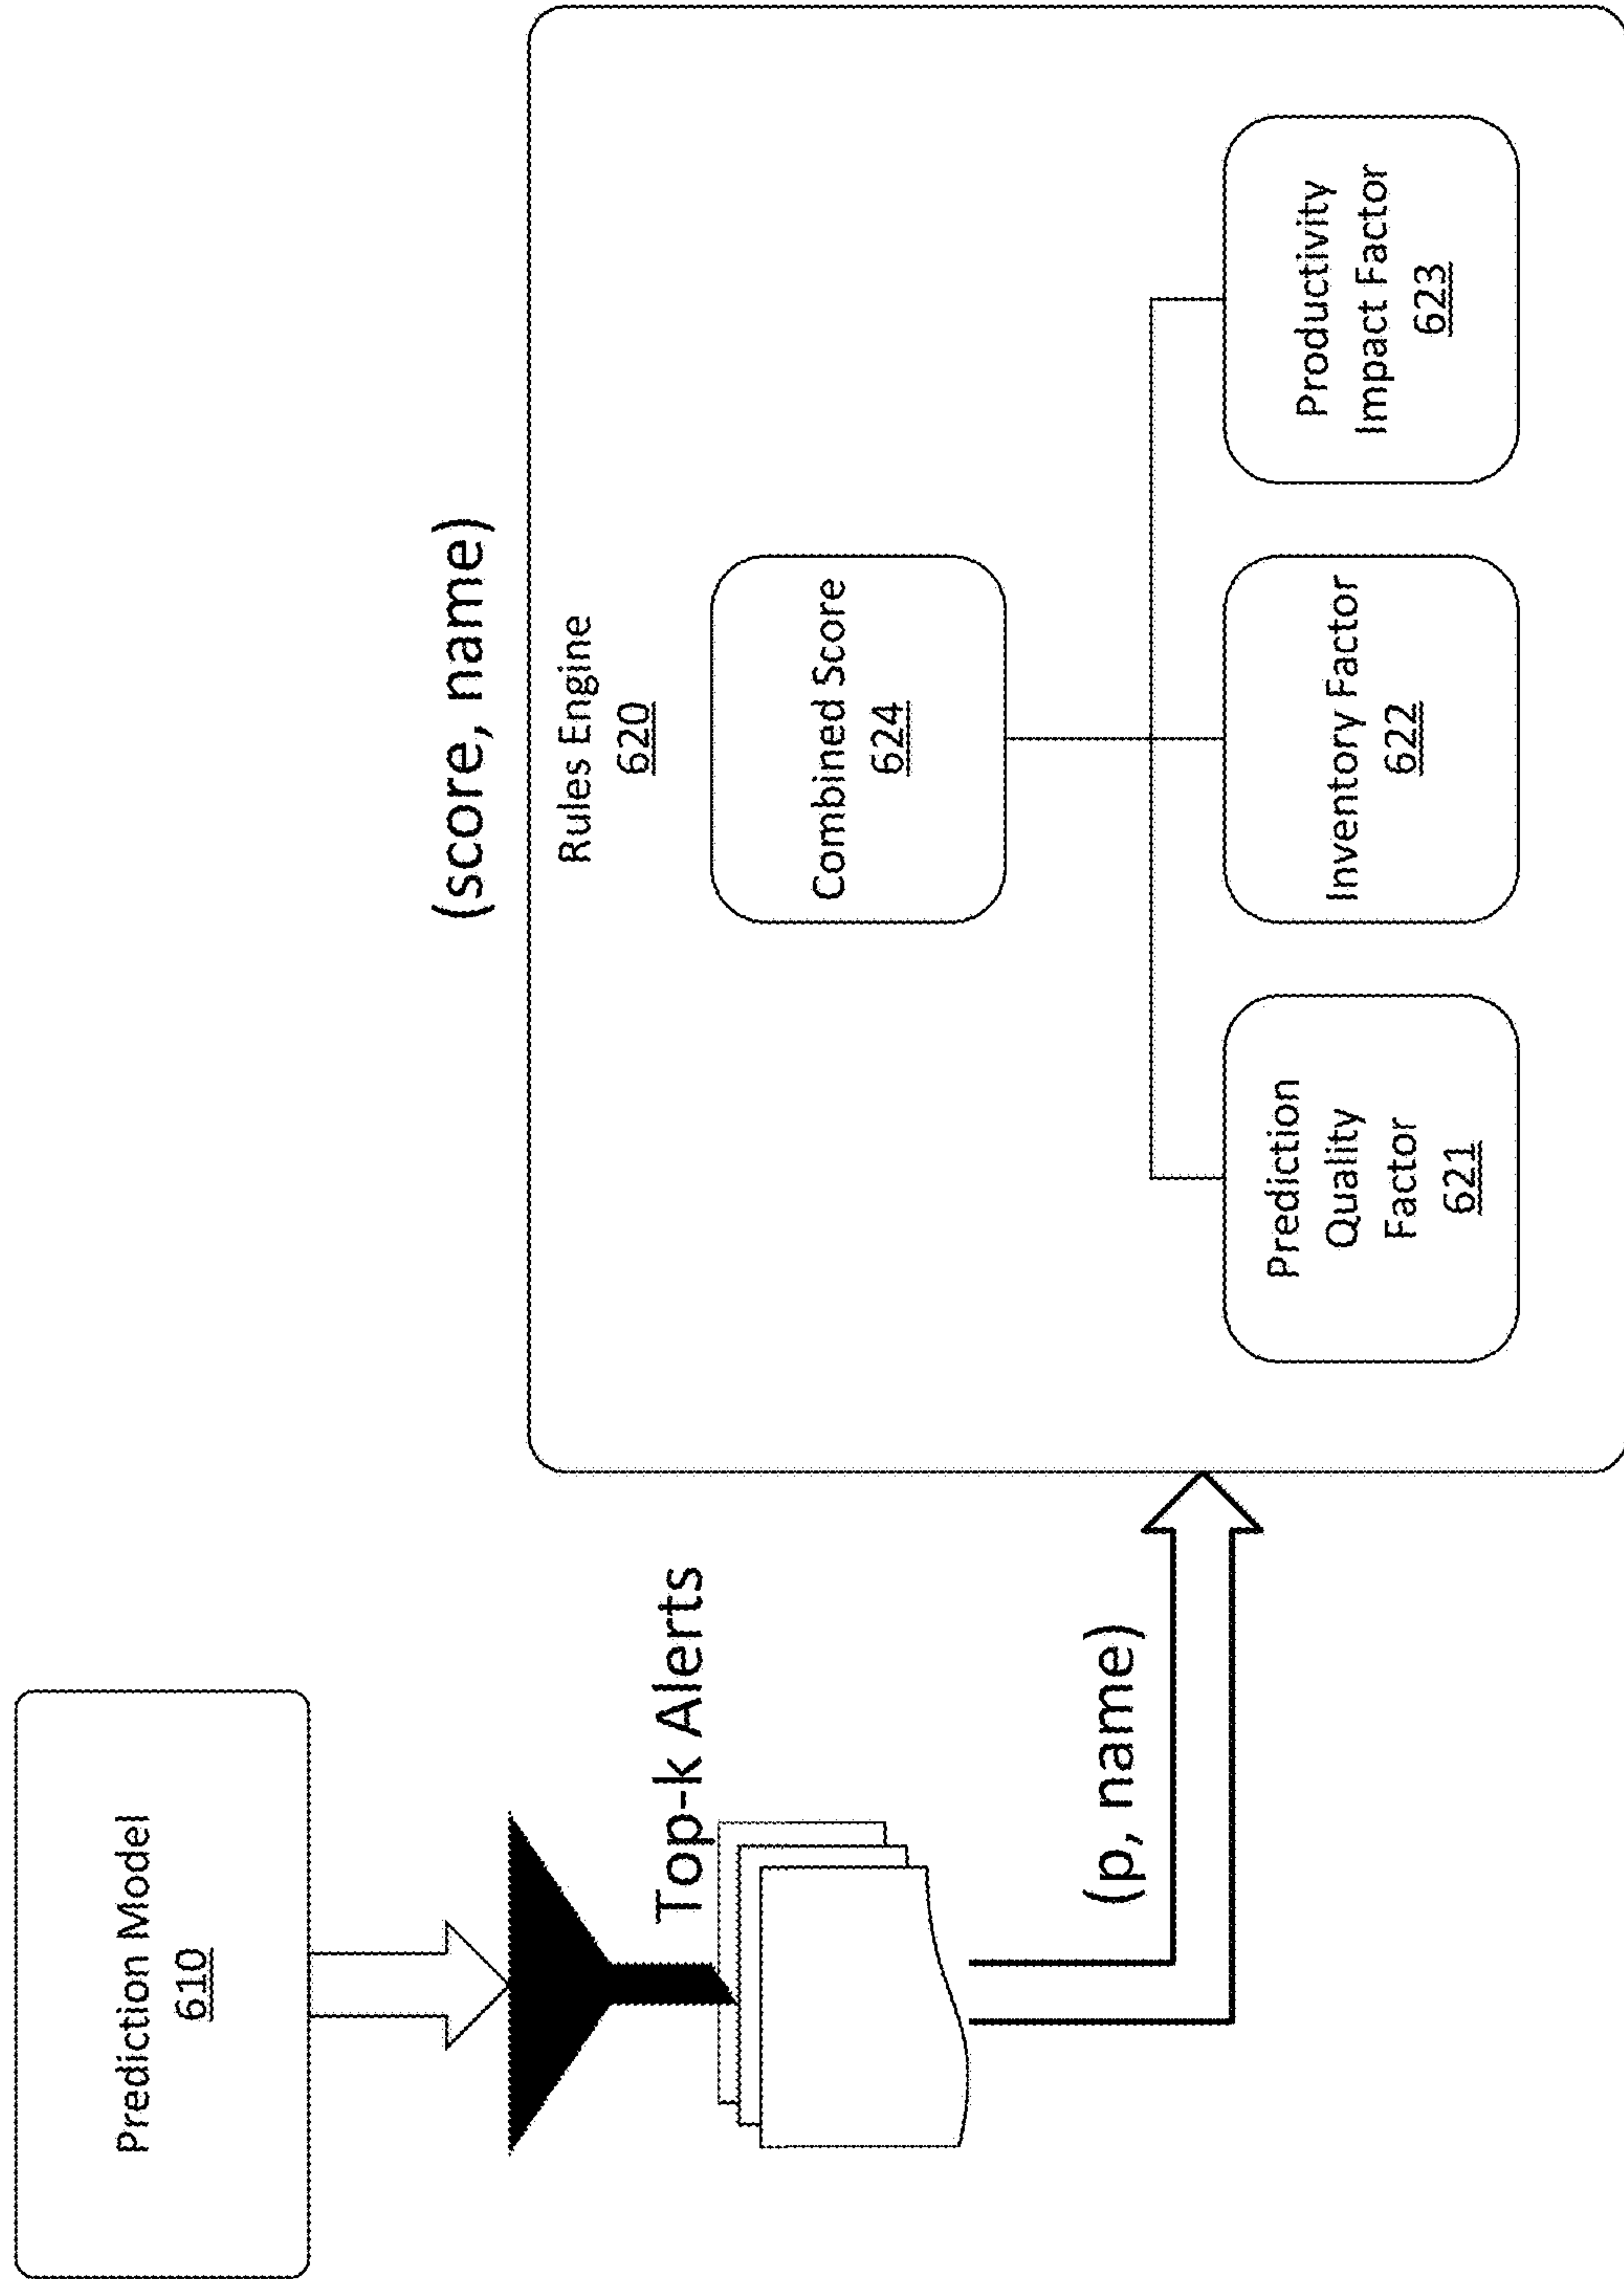 Prediction Model
610
Top-k Alerts
(p, name)
(score, name)
Rules Engine
620
Combined Score
624
Prediction
Quality
Factor
621
Inventory Factor
622
Productivity
Impact Factor
623